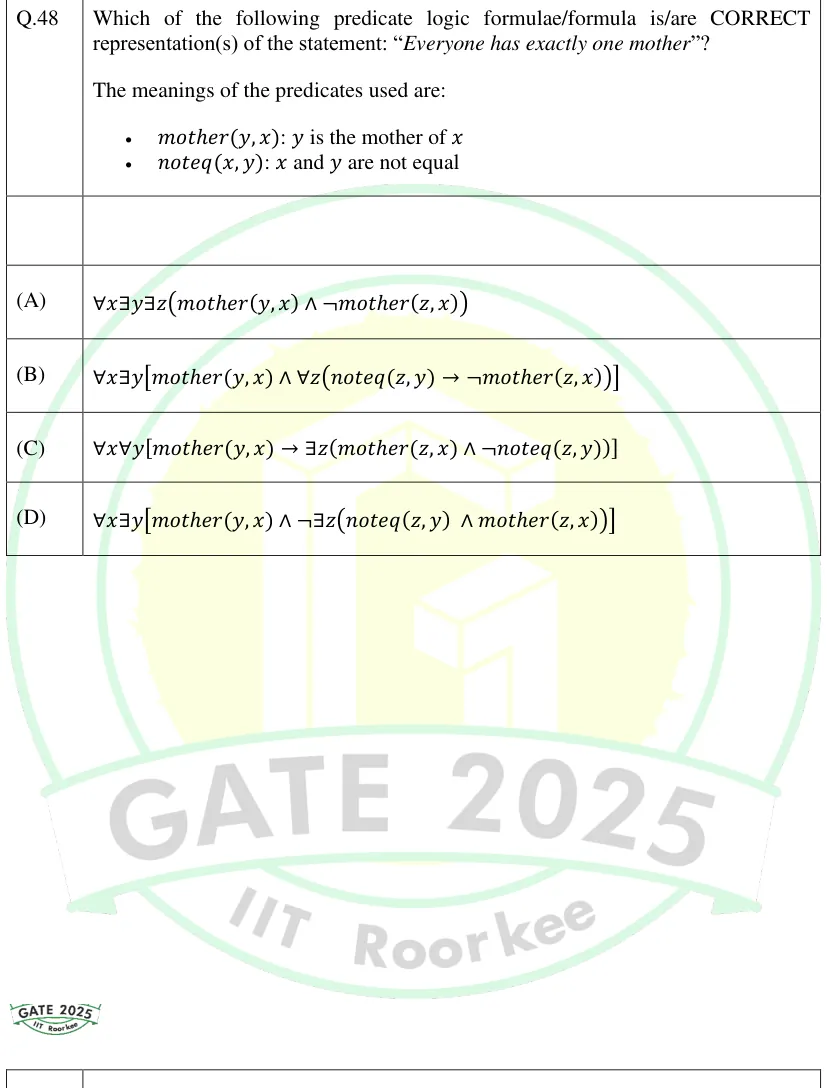 Q.48 Which of the following predicate logic formulae/formula is/are CORRECT
representation(s) of the statement: “Everyone has exactly one mother”?
The meanings of the predicates used are:
• mother(y, x): y is the mother of x
• noteq(x, y): x and y are not equal
(A) ∀x∃y∃z(mother(y, x) ∧ ¬mother(z, x))
(B) ∀x∃y[mother(y, x) ∧ ∀z(noteq(z, y) → ¬mother(z, x))]
(C) ∀x∀y[mother(y, x) → ∃z(mother(z, x) ∧ ¬noteq(z, y))]
(D) ∀x∃y[mother(y, x) ∧ ¬∃z(noteq(z, y) ∧ mother(z, x))]
GATE 2025
IIT Roorkee
GATE 2025
IIT Roorkee